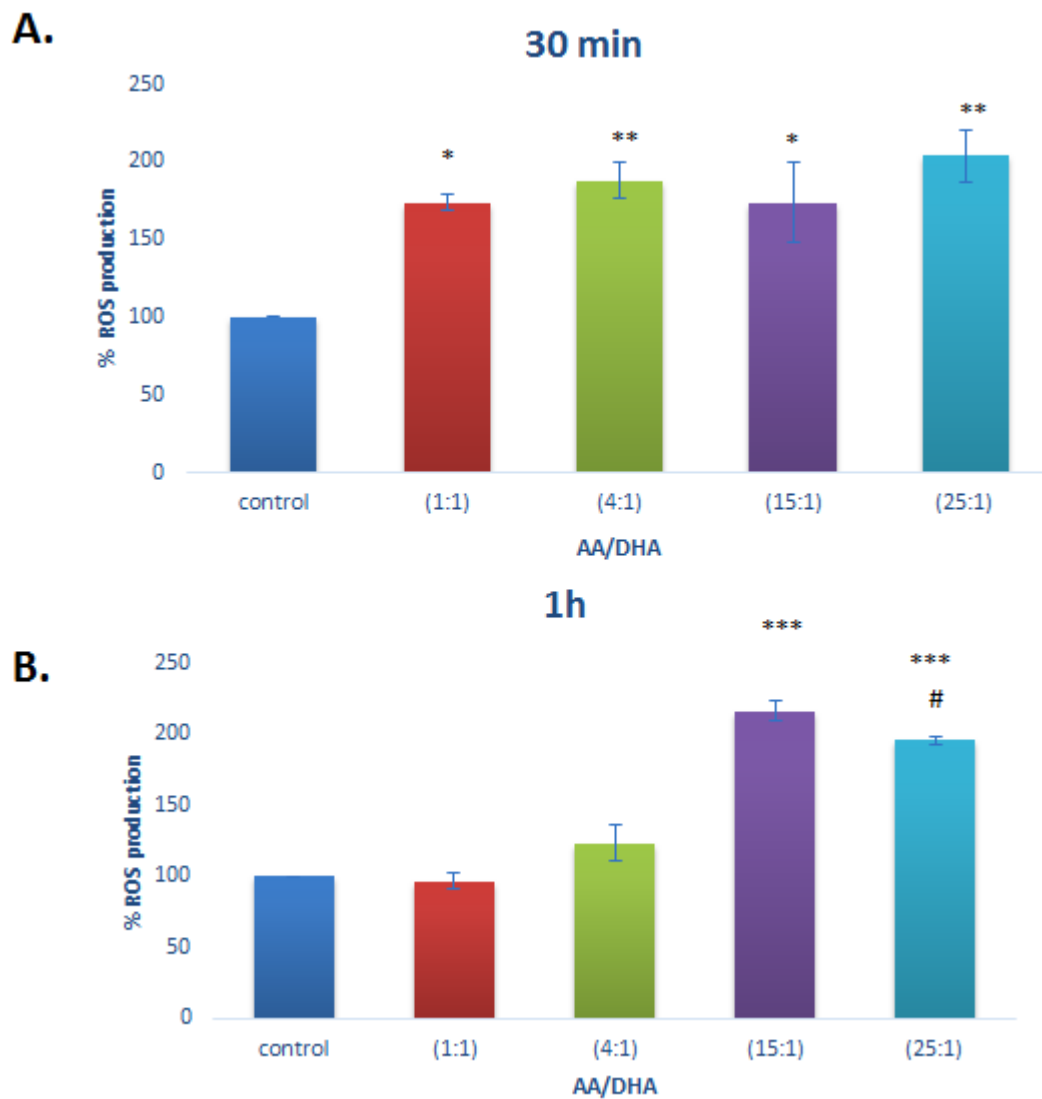 A.
30 min
% ROS production
250
200
150
100
50
0
*
**
*
**
control
(1:1)
(4:1)
(15:1)
(25:1)
AA/DHA
B.
1h
% ROS production
250
200
150
100
50
0
***
***
#
control
(1:1)
(4:1)
(15:1)
(25:1)
AA/DHA